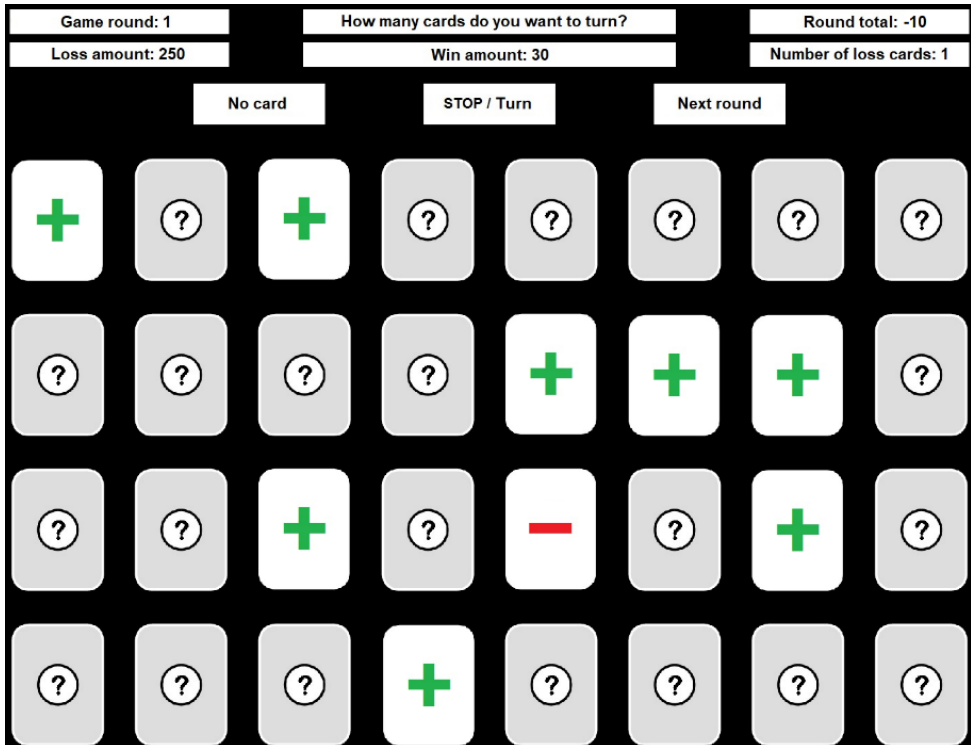 Game round: 1
How many cards do you want to turn?
Round total: -10
Loss amount: 250
Win amount: 30
Number of loss cards: 1
No card
STOP / Turn
Next round
+ ? + ? ? ? ? ?
? ? ? ? + + + ?
? ? + ? − ? + ?
? ? ? + ? ? ? ?